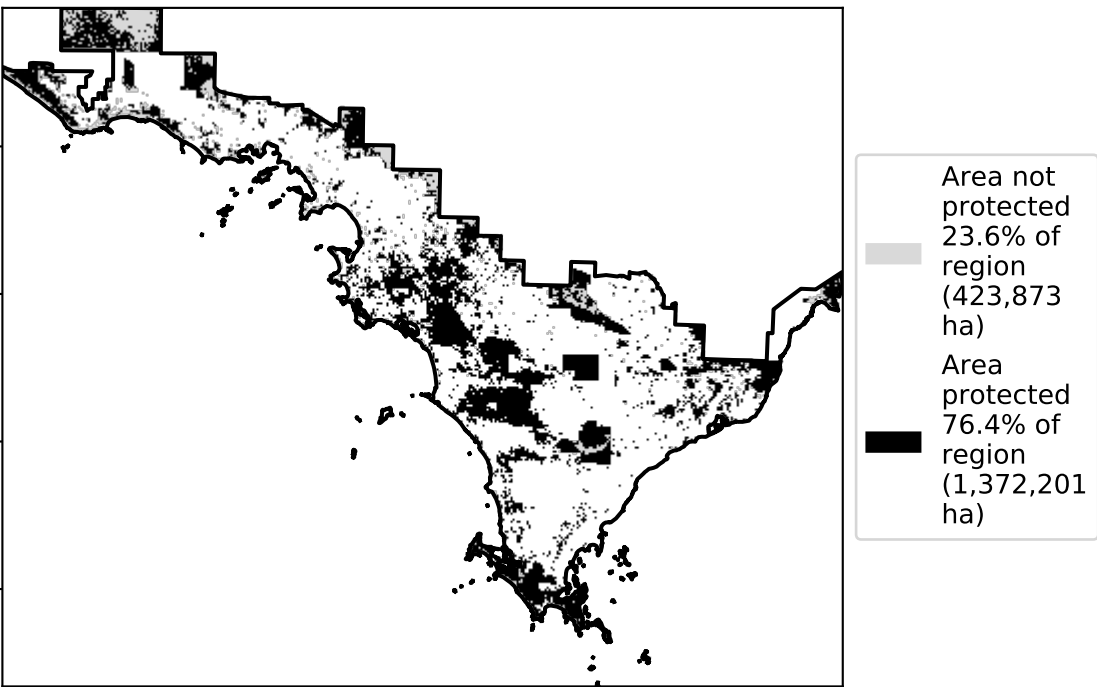 Area not
protected
23.6% of
region
(423,873
ha)
Area
protected
76.4% of
region
(1,372,201
ha)